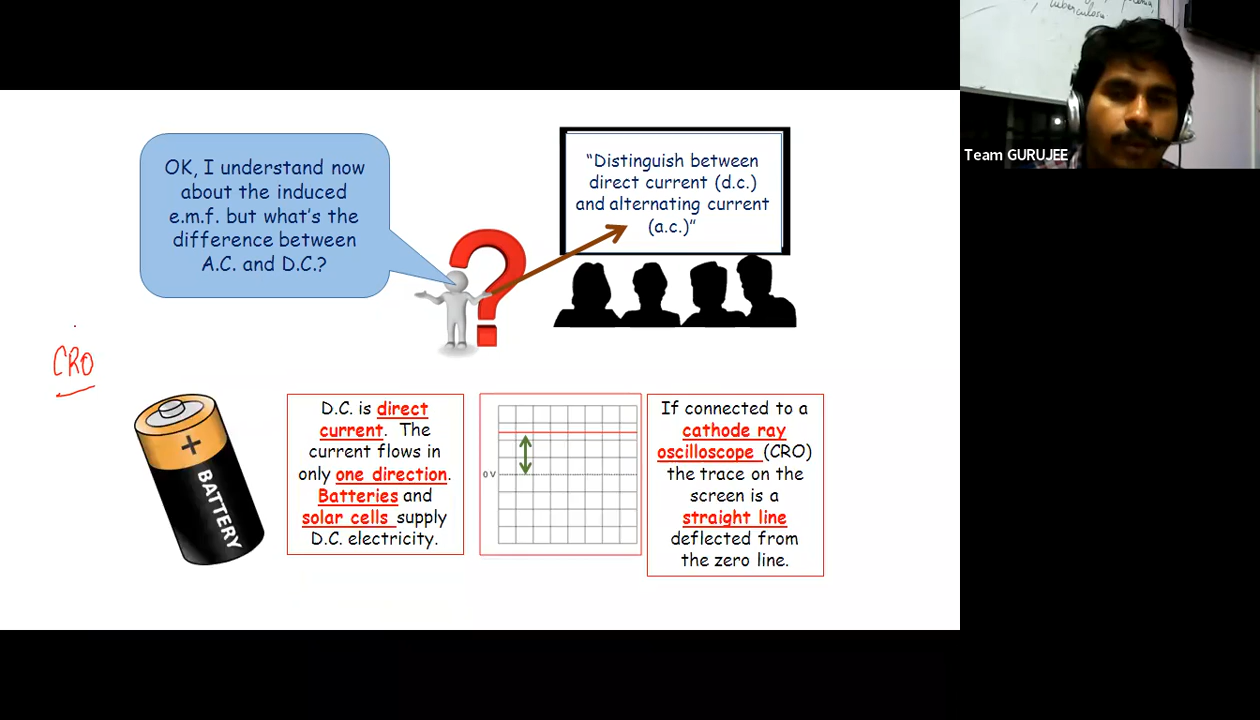 OK, I understand now
about the induced
e.m.f. but what's the
difference between
A.C. and D.C.?
"Distinguish between
direct current (d.c.)
and alternating current
(a.c.)"
CRO
+
BATTERY
D.C. is direct
current. The
current flows in
only one direction.
Batteries and
solar cells supply
D.C. electricity.
0 V
If connected to a
cathode ray
oscilloscope (CRO)
the trace on the
screen is a
straight line
deflected from
the zero line.
tuberculosa
Team GURUJEE